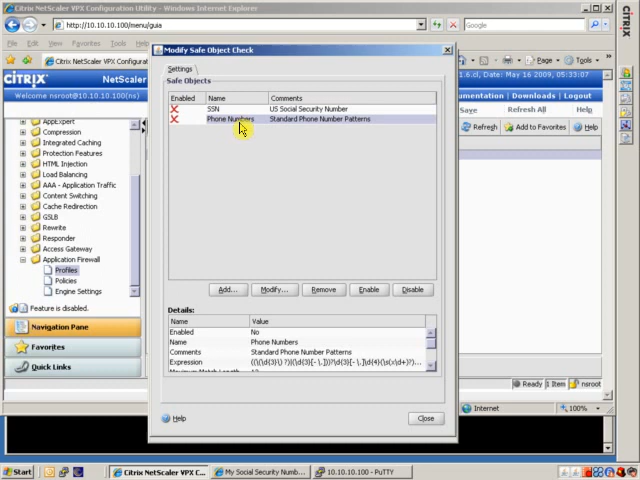 Citrix NetScaler VPX Configuration Utility - Windows Internet Explorer
http://10.10.10.100/menu/guia
Google
File Edit View Favorites Tools Help
Citrix NetScaler VPX Configurat
Page Tools
CITRIX
NetScaler
1.6.cl, Date: May 16 2009, 05:33:07
Welcome nsroot@10.10.10.100(ns)
umentation | Downloads | Logout
Save Refresh All Help
Refresh Add to Favorites Help
AppExpert
Compression
Integrated Caching
Protection Features
HTML Injection
Load Balancing
AAA - Application Traffic
Content Switching
Cache Redirection
GSLB
Rewrite
Responder
Access Gateway
Application Firewall
Profiles
Policies
Engine Settings
Feature is disabled.
Navigation Pane
Favorites
Quick Links
Modify Safe Object Check
Settings
Safe Objects
Enabled Name Comments
SSN US Social Security Number
Phone Numbers Standard Phone Number Patterns
Add... Modify... Remove Enable Disable
Details:
Name Value
Enabled No
Name Phone Numbers
Comments Standard Phone Number Patterns
Expression
Maximum Match Length 12
Help Close
Ready 1 Item nsroot
Internet 100%
Start Citrix NetScaler VPX C... My Social Security Numb... 10.10.10.100 - PuTTY
CITRIX